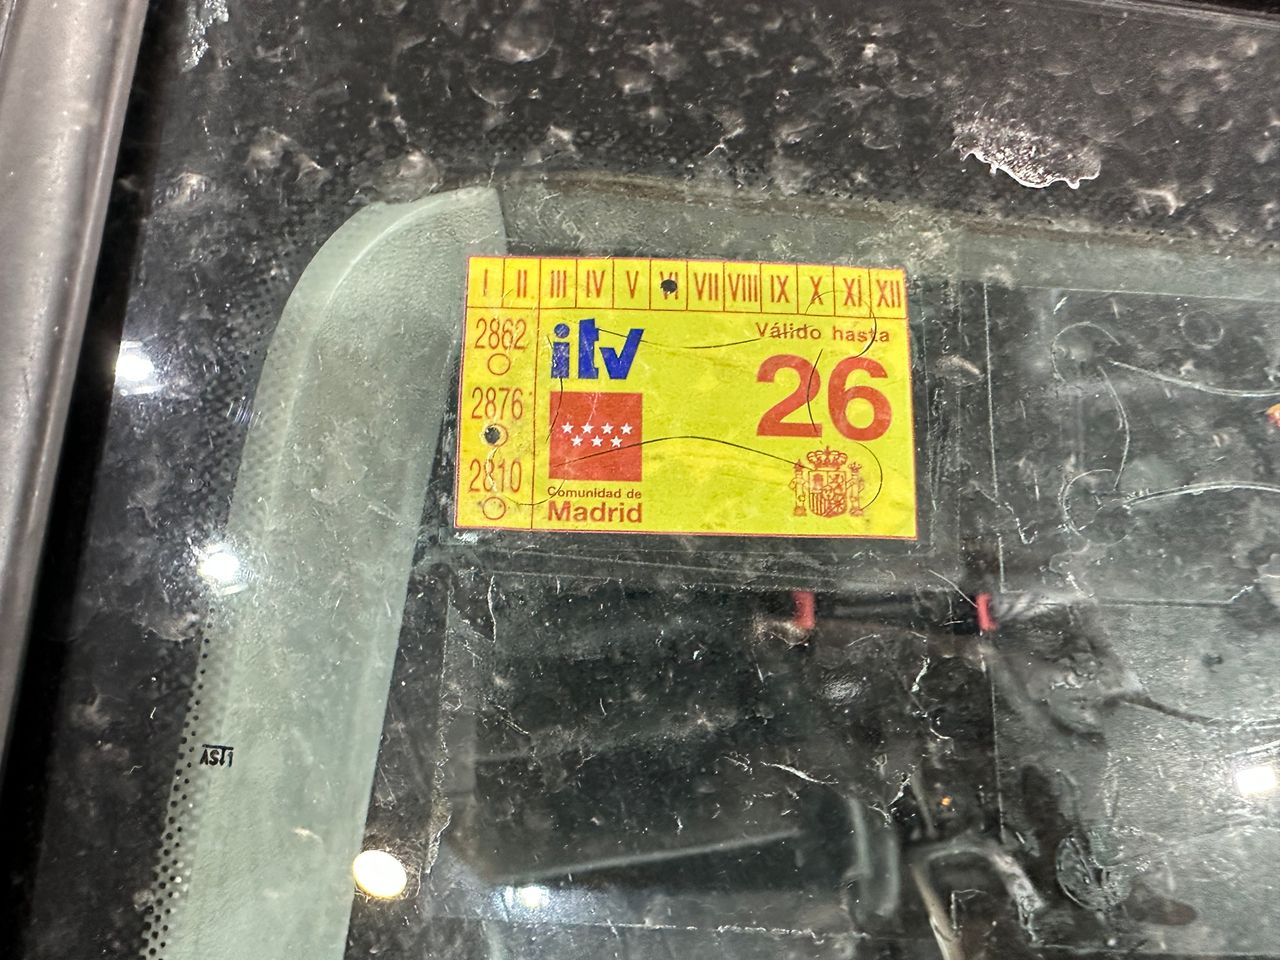 I II III IV V VI VII VIII IX X XI XII
2862
itv
Válido hasta
26
2876
2810
Comunidad de
Madrid
AS11